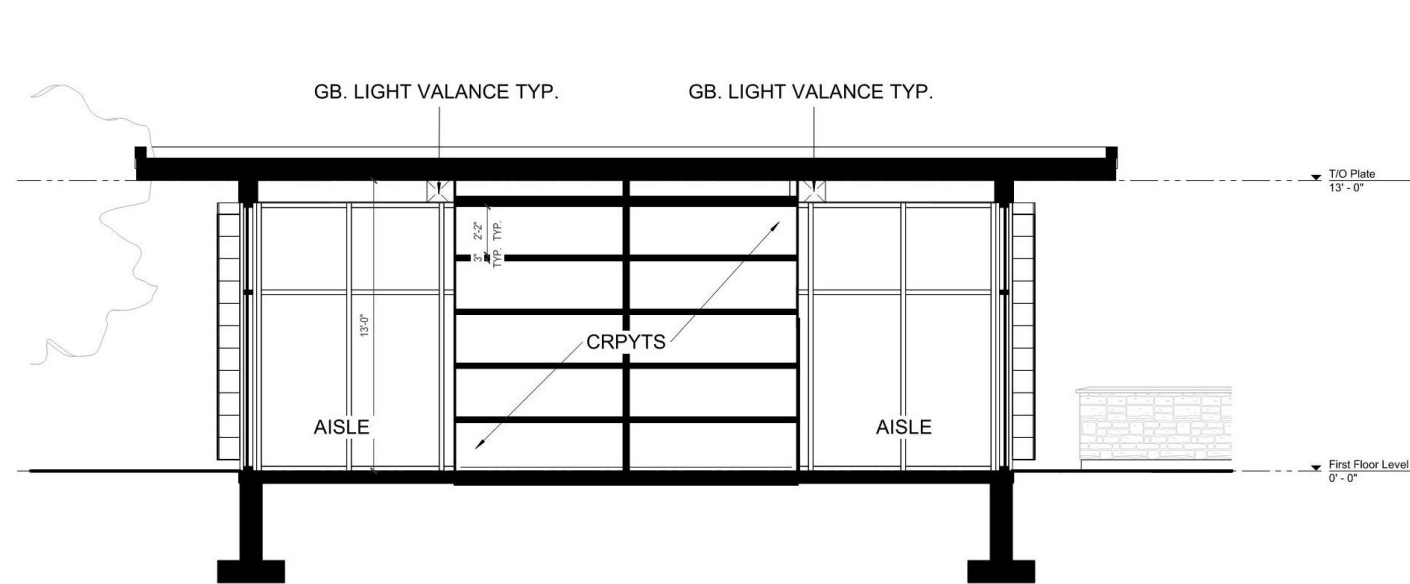 GB. LIGHT VALANCE TYP.
GB. LIGHT VALANCE TYP.
T/O Plate
13' - 0"
2'-2"
TYP.
3"
TYP.
13'-0"
CRPYTS
AISLE
AISLE
First Floor Level
0' - 0"